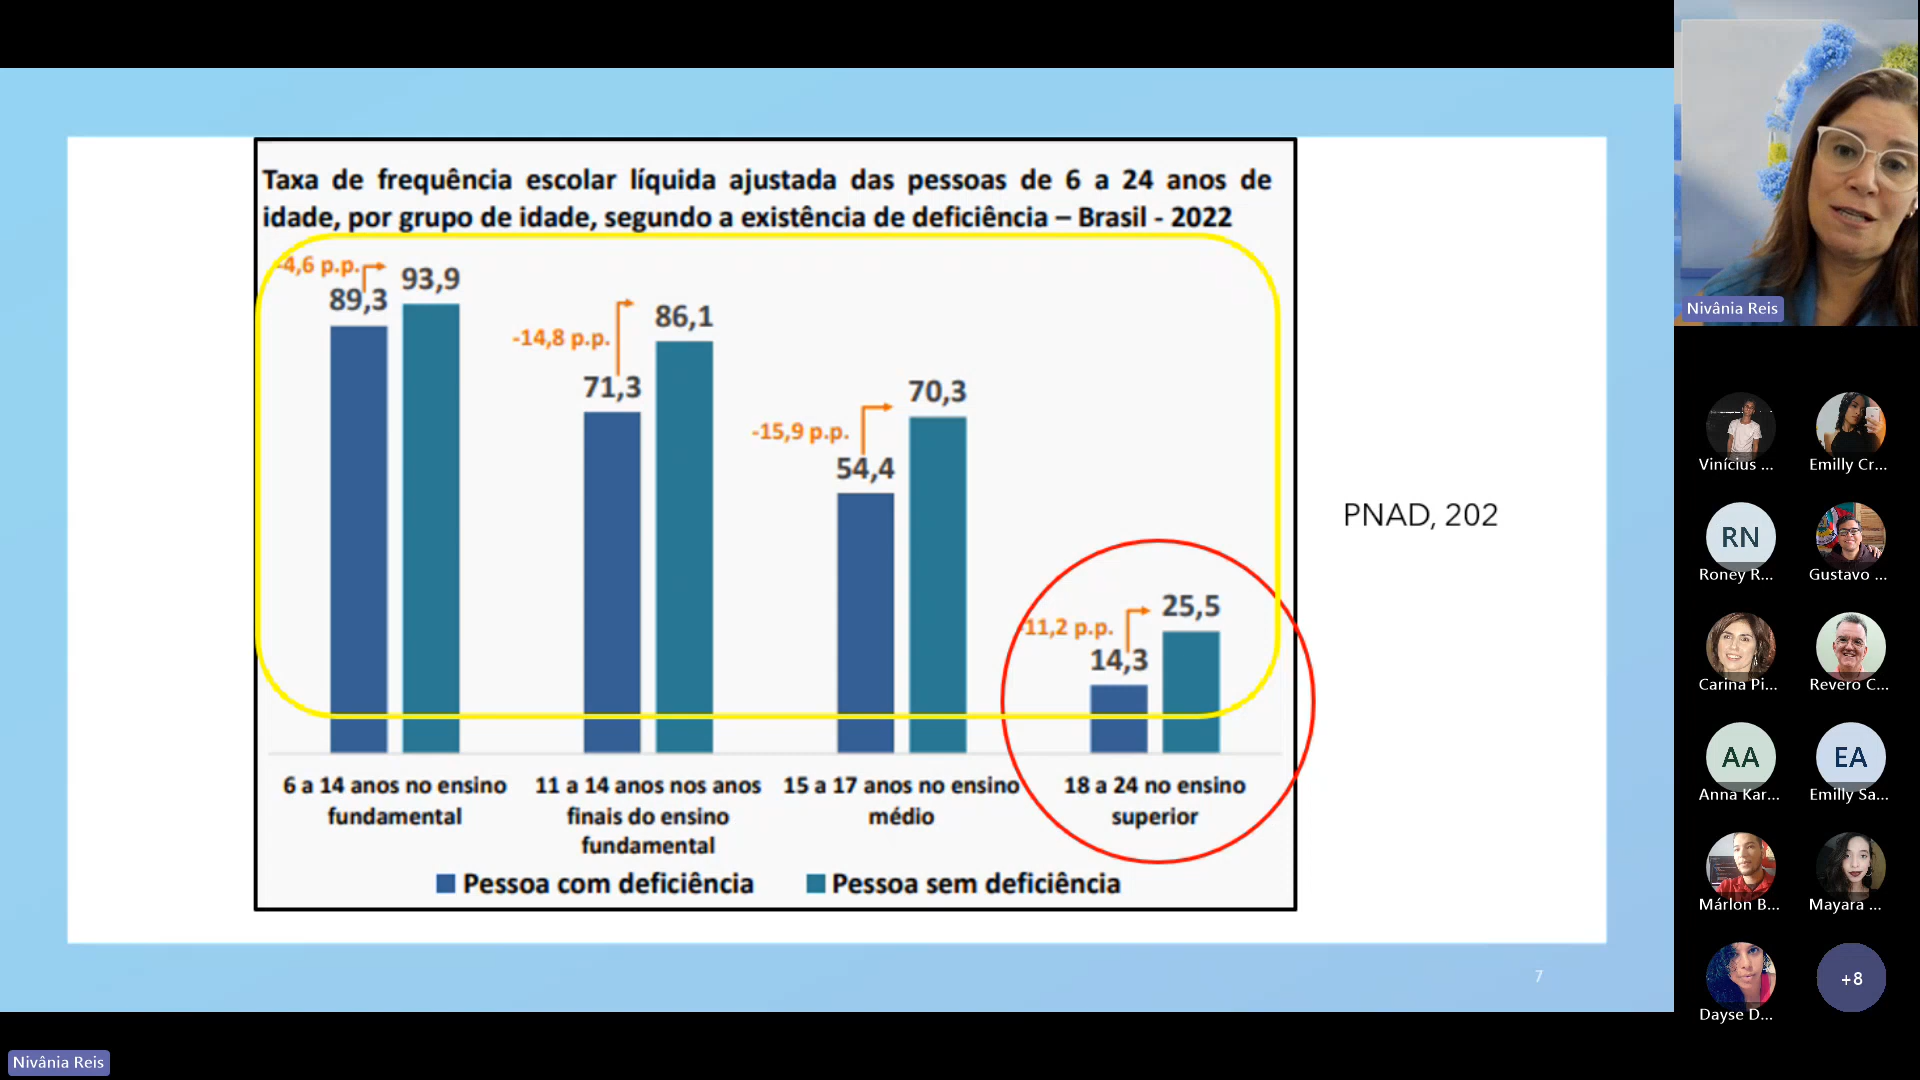 Taxa de frequência escolar líquida ajustada das pessoas de 6 a 24 anos de
idade, por grupo de idade, segundo a existência de deficiência – Brasil - 2022
-4,6 p.p.
89,3
93,9
-14,8 p.p.
71,3
86,1
-15,9 p.p.
54,4
70,3
11,2 p.p.
14,3
25,5
6 a 14 anos no ensino
fundamental
11 a 14 anos nos anos
finais do ensino
fundamental
15 a 17 anos no ensino
médio
18 a 24 no ensino
superior
Pessoa com deficiência
Pessoa sem deficiência
PNAD, 202
7
Nivânia Reis
Nivânia Reis
Vinícius ...
Emilly Cr...
RN
Roney R...
Gustavo ...
Carina Pi...
Revero C...
AA
Anna Kar...
EA
Emilly Sa...
Márlon B...
Mayara ...
Dayse D...
+8